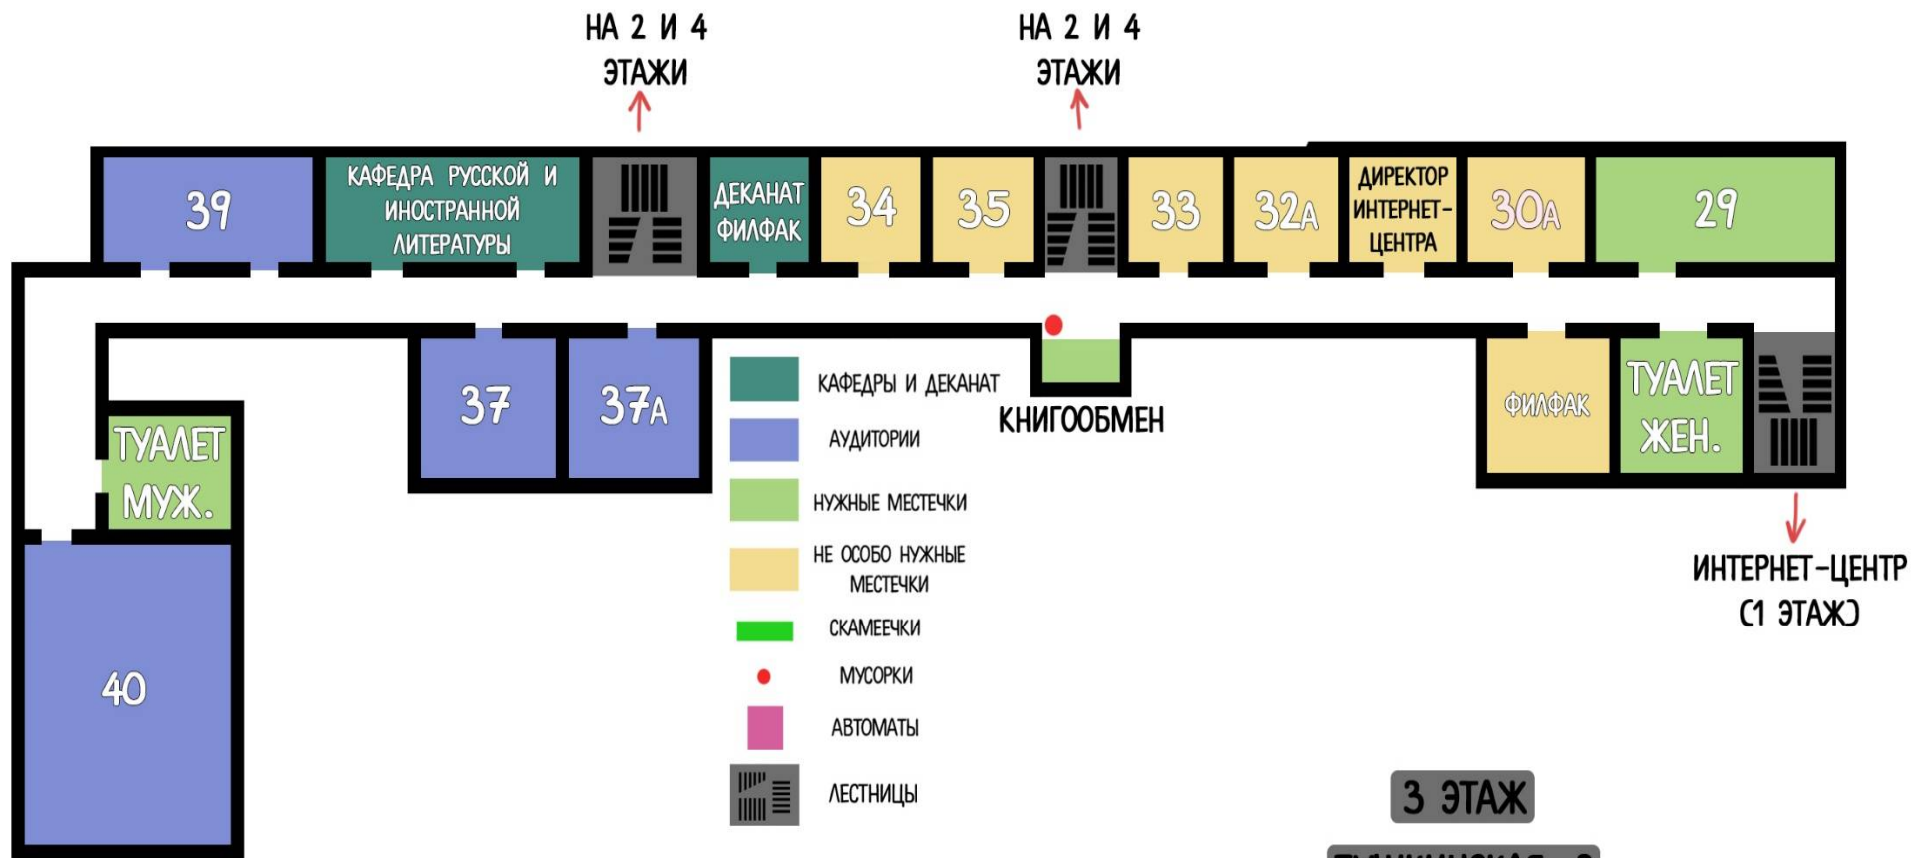 НА 2 И 4
ЭТАЖИ
НА 2 И 4
ЭТАЖИ
39
КАФЕДРА РУССКОЙ И
ИНОСТРАННОЙ
ЛИТЕРАТУРЫ
ДЕКАНАТ
ФИЛФАК
34
35
33
32А
ДИРЕКТОР
ИНТЕРНЕТ-
ЦЕНТРА
30А
29
37
37А
КНИГООБМЕН
ФИЛФАК
ТУАЛЕТ
ЖЕН.
ТУАЛЕТ
МУЖ.
40
КАФЕДРЫ И ДЕКАНАТ
АУДИТОРИИ
НУЖНЫЕ МЕСТЕЧКИ
НЕ ОСОБО НУЖНЫЕ
МЕСТЕЧКИ
СКАМЕЕЧКИ
МУСОРКИ
АВТОМАТЫ
ЛЕСТНИЦЫ
ИНТЕРНЕТ-ЦЕНТР
(1 ЭТАЖ)
3 ЭТАЖ